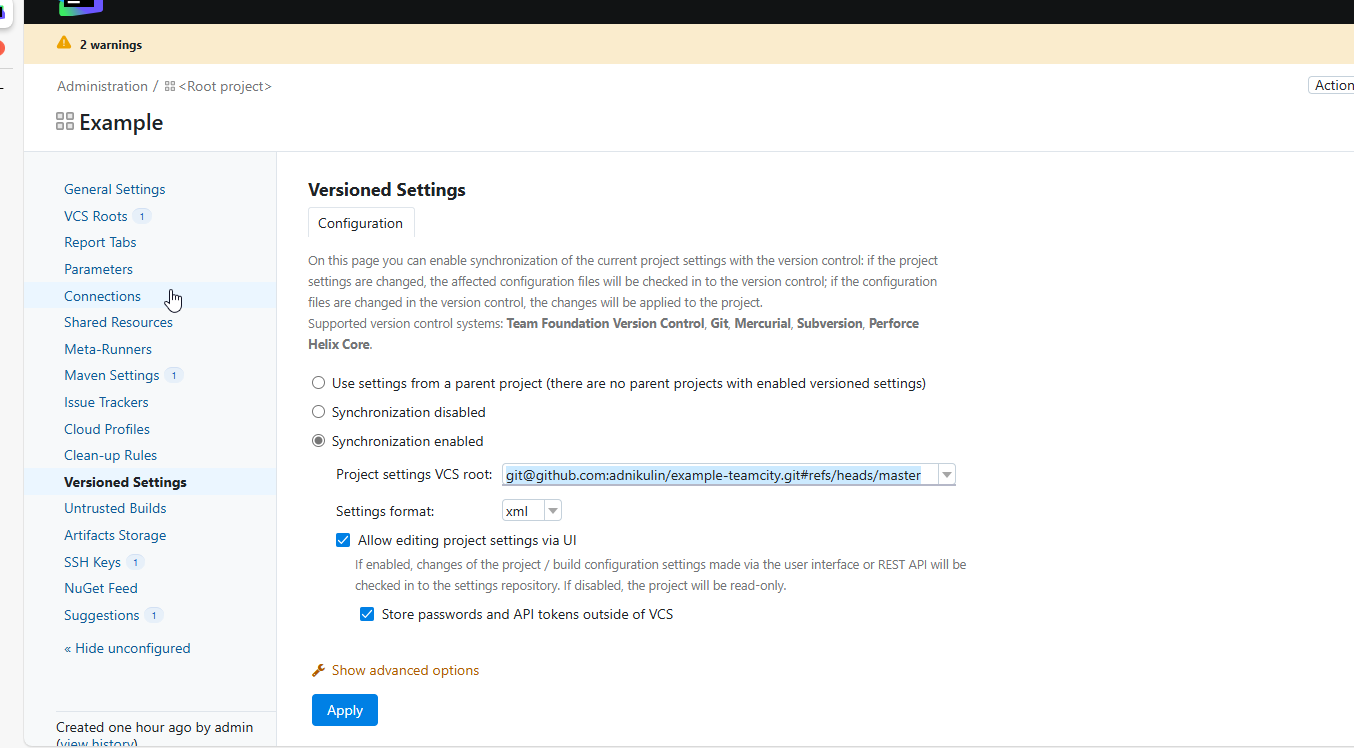 2 warnings
Administration / <Root project>
Action
Example
General Settings
VCS Roots 1
Report Tabs
Parameters
Connections
Shared Resources
Meta-Runners
Maven Settings 1
Issue Trackers
Cloud Profiles
Clean-up Rules
Versioned Settings
Untrusted Builds
Artifacts Storage
SSH Keys 1
NuGet Feed
Suggestions 1
« Hide unconfigured
Created one hour ago by admin
(view history)
Versioned Settings
Configuration
On this page you can enable synchronization of the current project settings with the version control: if the project
settings are changed, the affected configuration files will be checked in to the version control; if the configuration
files are changed in the version control, the changes will be applied to the project.
Supported version control systems: Team Foundation Version Control, Git, Mercurial, Subversion, Perforce
Helix Core.
Use settings from a parent project (there are no parent projects with enabled versioned settings)
Synchronization disabled
Synchronization enabled
Project settings VCS root: git@github.com:adnikulin/example-teamcity.git#refs/heads/master
Settings format: xml
Allow editing project settings via UI
If enabled, changes of the project / build configuration settings made via the user interface or REST API will be
checked in to the settings repository. If disabled, the project will be read-only.
Store passwords and API tokens outside of VCS
Show advanced options
Apply